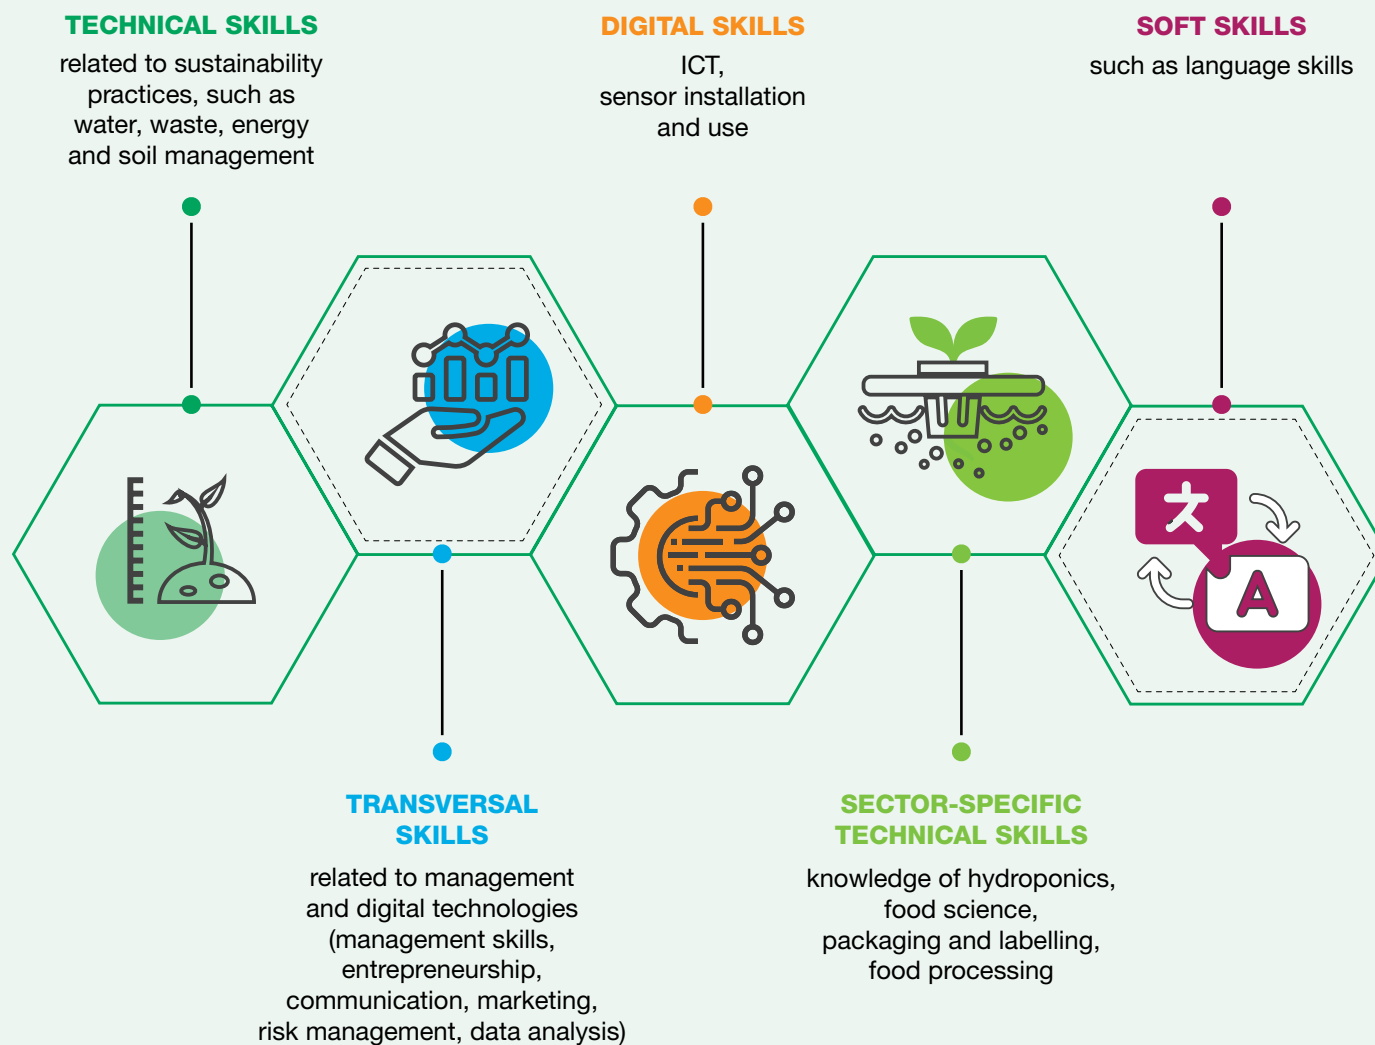 TECHNICAL SKILLS
related to sustainability
practices, such as
water, waste, energy
and soil management
DIGITAL SKILLS
ICT,
sensor installation
and use
SOFT SKILLS
such as language skills
文
A
TRANSVERSAL
SKILLS
related to management
and digital technologies
(management skills,
entrepreneurship,
communication, marketing,
risk management, data analysis)
SECTOR-SPECIFIC
TECHNICAL SKILLS
knowledge of hydroponics,
food science,
packaging and labelling,
food processing